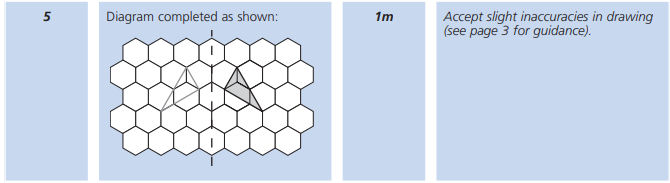 5
Diagram completed as shown:
1m
Accept slight inaccuracies in drawing
(see page 3 for guidance).